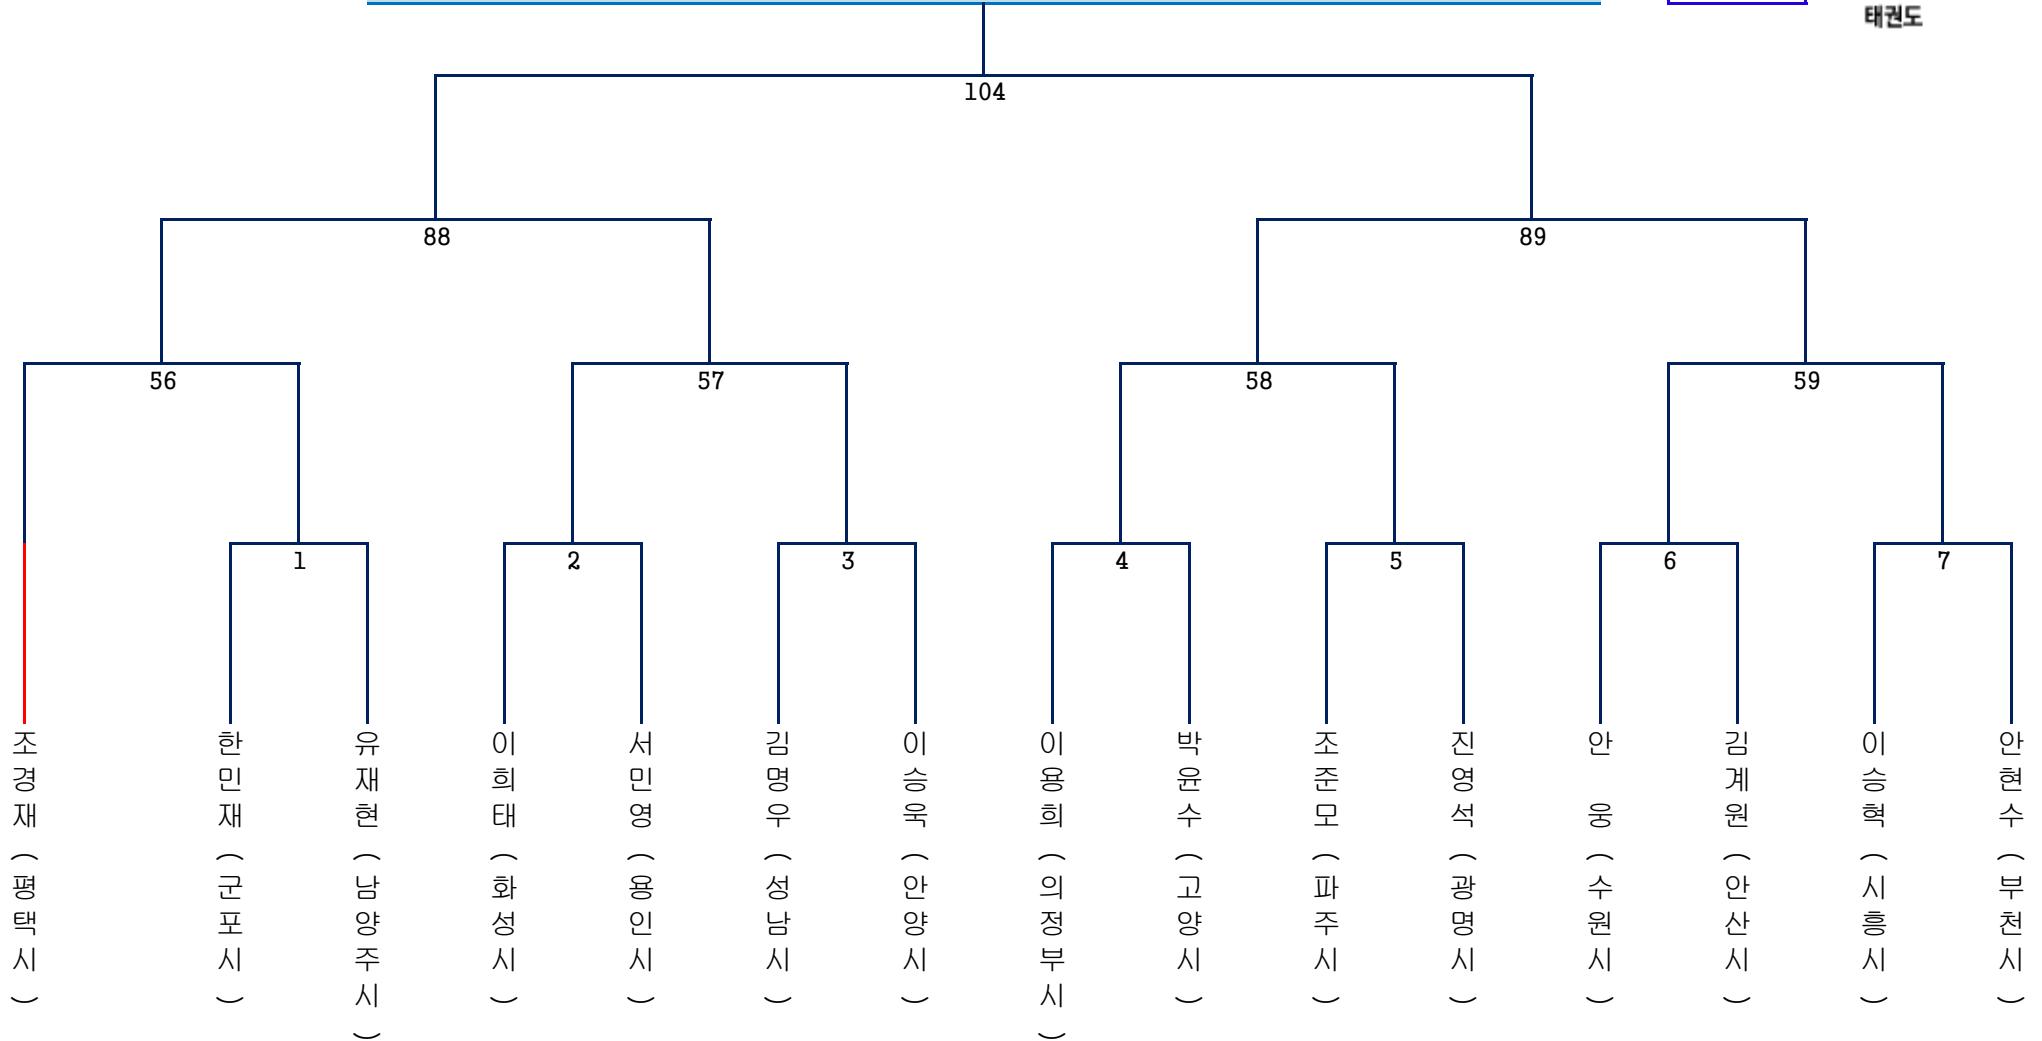 태권도
104
88
89
56
57
58
59
1
2
3
4
5
6
7
조경재(평택시)
한민재(군포시)
유재현(남양주시)
이희태(화성시)
서민영(용인시)
김명우(성남시)
이승욱(안양시)
이용희(의정부시)
박윤수(고양시)
조준모(파주시)
진영석(광명시)
안 웅(수원시)
김계원(안산시)
이승혁(시흥시)
안현수(부천시)